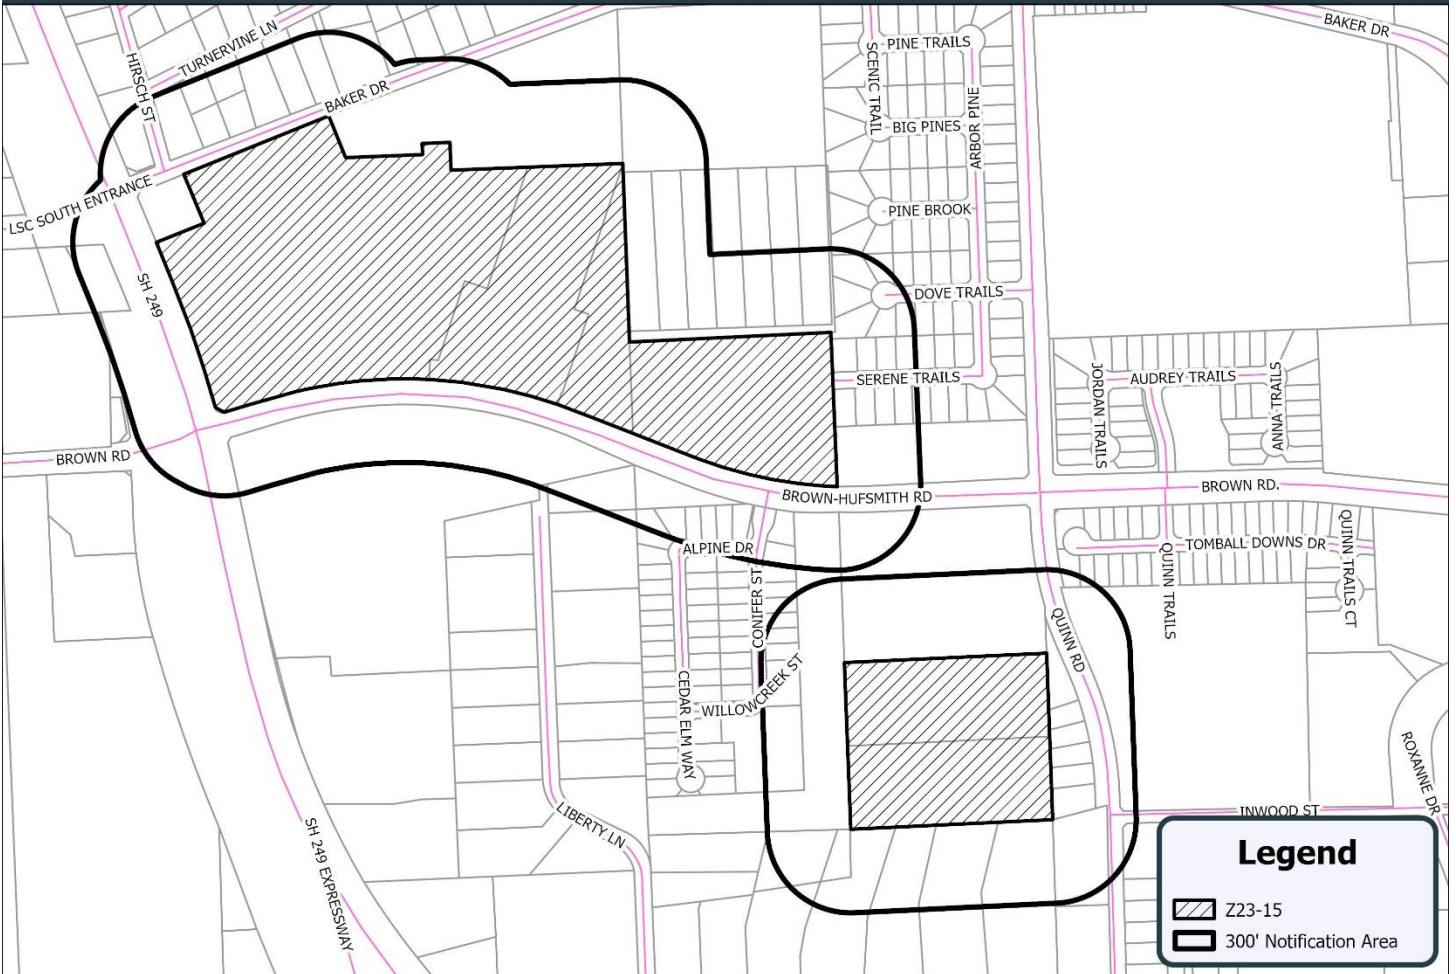 TURNERVINE LN
HIRSCH ST
BAKER DR
PINE TRAILS
SCENIC TRAIL
BAKER DR
ARBOR PINE
BIG PINES
LSC SOUTH ENTRANCE
PINE BROOK
SH 249
DOVE TRAILS
SERENE TRAILS
JORDAN TRAILS
AUDREY TRAILS
ANNA TRAILS
BROWN RD
BROWN-HUFSMITH RD
BROWN RD.
ALPINE DR
TOMBALL DOWNS DR
QUINN TRAILS
QUINN TRAILS CT
CONIFER ST
QUINN RD
CEDAR ELM WAY
WILLOWCREEK ST
ROXANNE DR
LIBERTY LN
INWOOD ST
SH 249 EXPRESSWAY
Legend
Z23-15
300' Notification Area